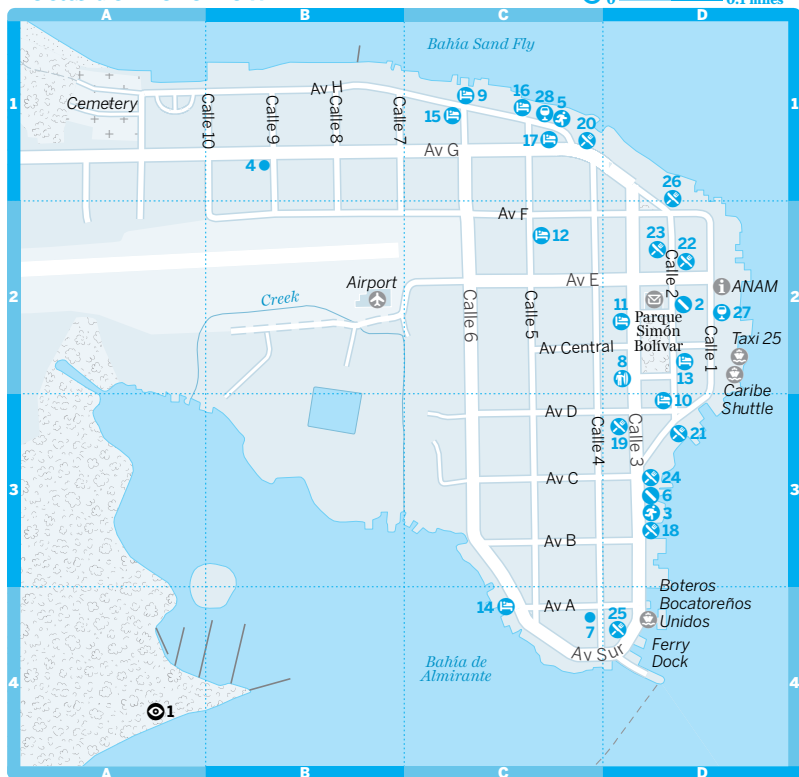 0 0.1 miles
A B C D
Bahía Sand Fly
1
1
Cemetery
Av H
9
16
28
5
15
20
17
Calle 10
Calle 9
Calle 8
Calle 7
Av G
4
26
Av F
12
23
22
Calle 2
Airport
Av E
ANAM
2
2
Creek
11
2
27
Parque
Simón
Bolívar
Calle 6
Calle 5
Calle 1
Taxi 25
Av Central
8
13
Caribe
Shuttle
10
Av D
19
21
Calle 4
Calle 3
3
3
Av C
24
6
3
18
Av B
14
Av A
7
25
Boteros
Bocatoreños
Unidos
Ferry
Dock
Av Sur
Bahía de
Almirante
4
4
1
A B C D